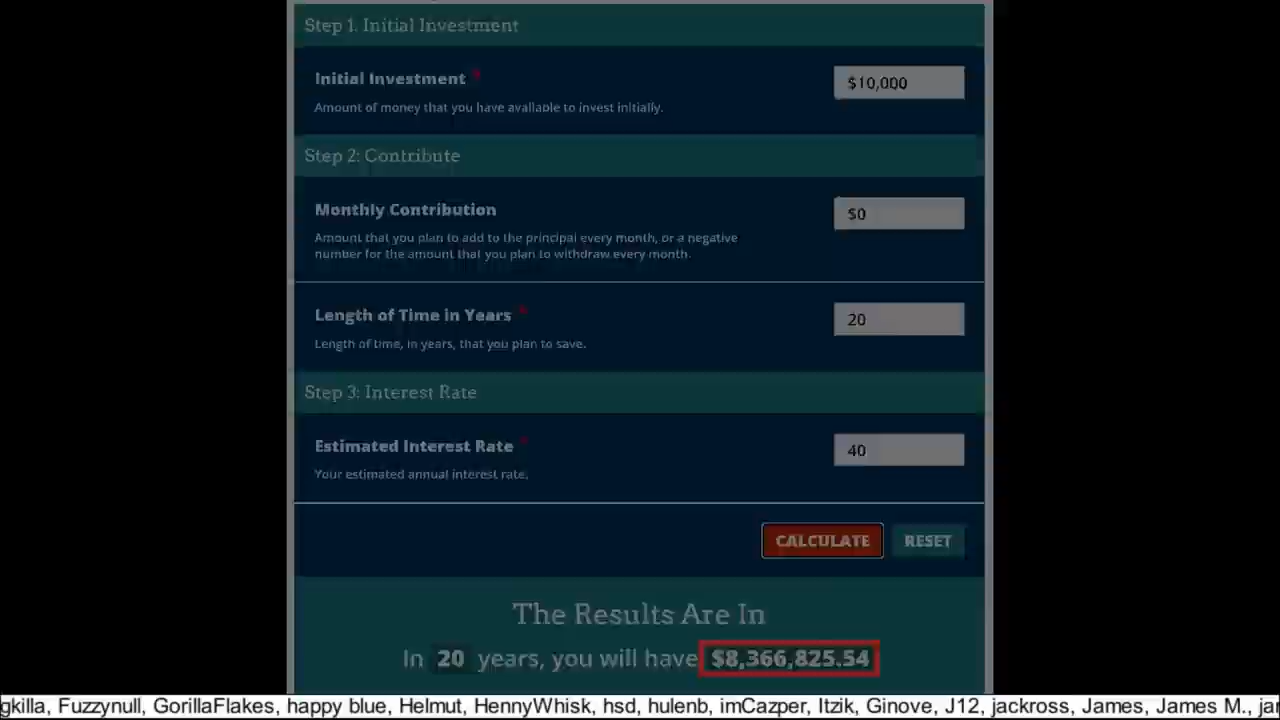 Step 1: Initial Investment
Initial Investment *
$10,000
Amount of money that you have available to invest initially.
Step 2: Contribute
Monthly Contribution
$0
Amount that you plan to add to the principal every month, or a negative
number for the amount that you plan to withdraw every month.
Length of Time in Years *
20
Length of time, in years, that you plan to save.
Step 3: Interest Rate
Estimated Interest Rate *
40
Your estimated annual interest rate.
CALCULATE RESET
The Results Are In
In 20 years, you will have $8,366,825.54
gkilla, Fuzzynull, GorillaFlakes, happy blue, Helmut, HennyWhisk, hsd, hulenb, imCazper, Itzik, Ginove, J12, jackross, James, James M., jar